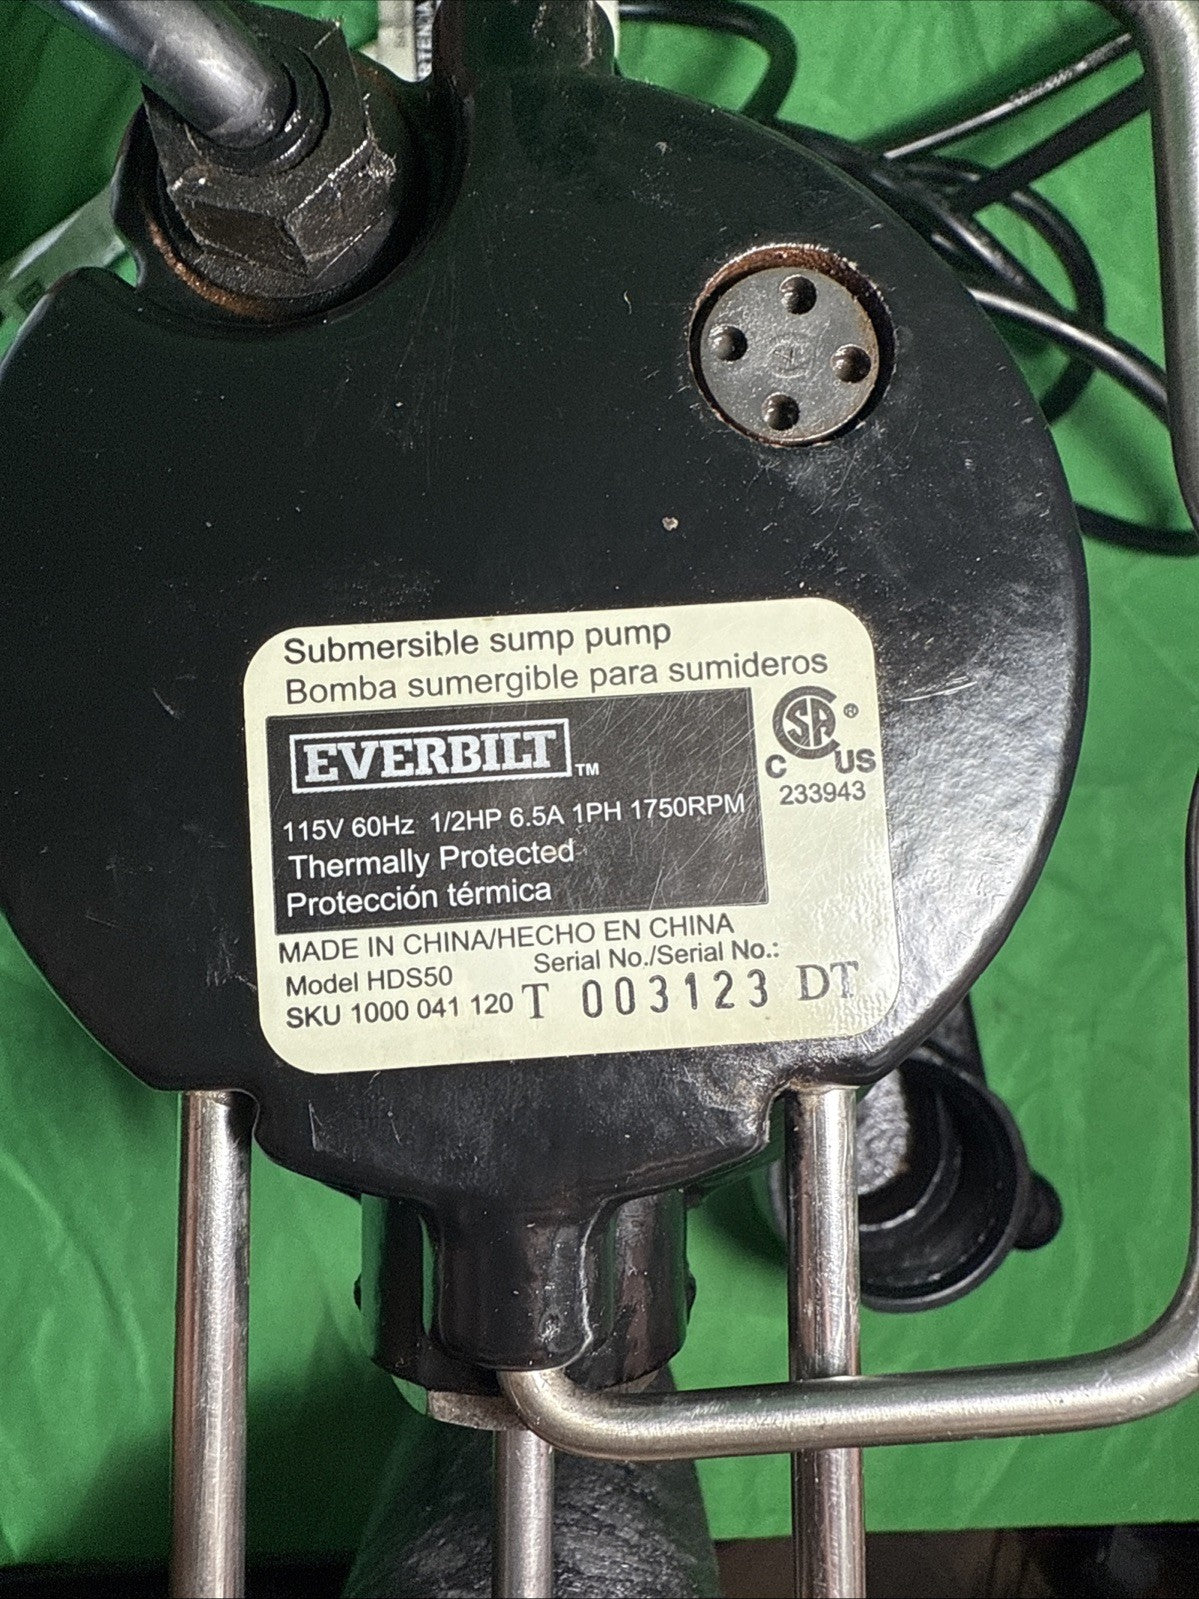 RTENCIA
Submersible sump pump
Bomba sumergible para sumideros
EVERBILT™
115V 60Hz 1/2HP 6.5A 1PH 1750RPM
Thermally Protected
Protección térmica
SA ®
C US
233943
MADE IN CHINA/HECHO EN CHINA
Model HDS50
Serial No./Serial No.:
SKU 1000 041 120 T 003123 DT